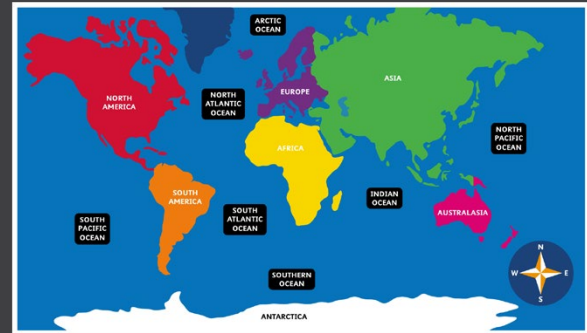 ARCTIC
OCEAN
NORTH
AMERICA
NORTH
ATLANTIC
OCEAN
EUROPE
ASIA
NORTH
PACIFIC
OCEAN
AFRICA
SOUTH
AMERICA
SOUTH
ATLANTIC
OCEAN
INDIAN
OCEAN
AUSTRALASIA
SOUTH
PACIFIC
OCEAN
SOUTHERN
OCEAN
N
W
E
S
ANTARCTICA